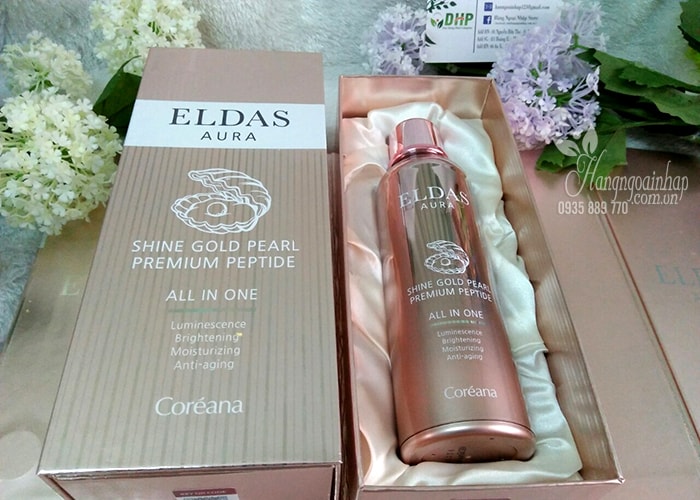 ELDAS
AURA
SHINE GOLD PEARL
PREMIUM PEPTIDE
ALL IN ONE
Luminescence
Brightening
Moisturizing
Anti-aging
Coréana
ELDAS
AURA
SHINE GOLD PEARL
PREMIUM PEPTIDE
ALL IN ONE
Luminescence
Brightening
Moisturizing
Anti-aging
Coréana
DHP
Hangngoainhap
.com.vn
0935 883 770